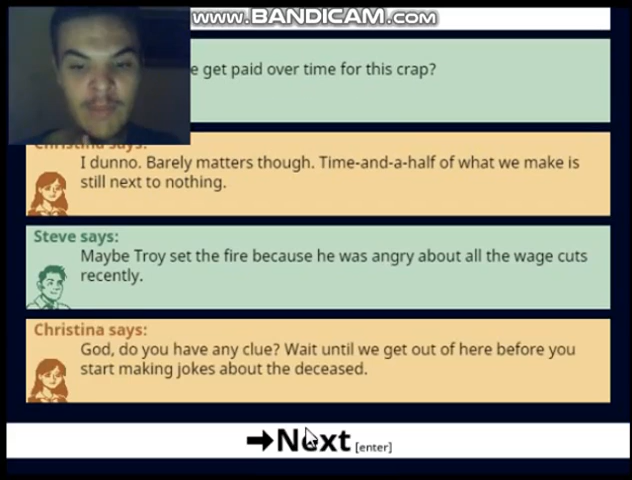 www.BANDICAM.com
e get paid over time for this crap?
Christina says:
I dunno. Barely matters though. Time-and-a-half of what we make is
still next to nothing.
Steve says:
Maybe Troy set the fire because he was angry about all the wage cuts
recently.
Christina says:
God, do you have any clue? Wait until we get out of here before you
start making jokes about the deceased.
➡Next [enter]